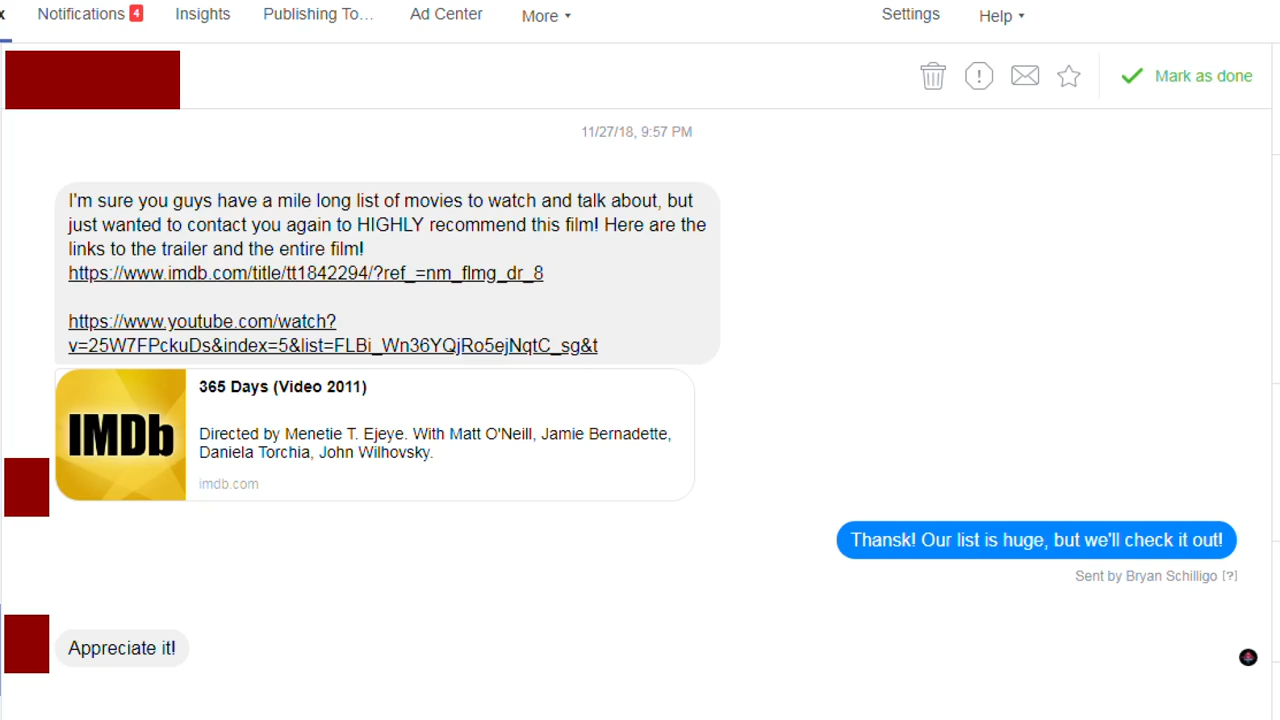 x Notifications 4 Insights Publishing To… Ad Center More Settings Help
Mark as done
11/27/18, 9:57 PM
I'm sure you guys have a mile long list of movies to watch and talk about, but
just wanted to contact you again to HIGHLY recommend this film! Here are the
links to the trailer and the entire film!
https://www.imdb.com/title/tt1842294/?ref_=nm_flmg_dr_8
https://www.youtube.com/watch?
v=25W7FPckuDs&index=5&list=FLBi_Wn36YQjRo5ejNqtC_sg&t
365 Days (Video 2011)
IMDb
Directed by Menetie T. Ejeye. With Matt O'Neill, Jamie Bernadette,
Daniela Torchia, John Wilhovsky.
imdb.com
Thansk! Our list is huge, but we'll check it out!
Sent by Bryan Schilligo [?]
Appreciate it!